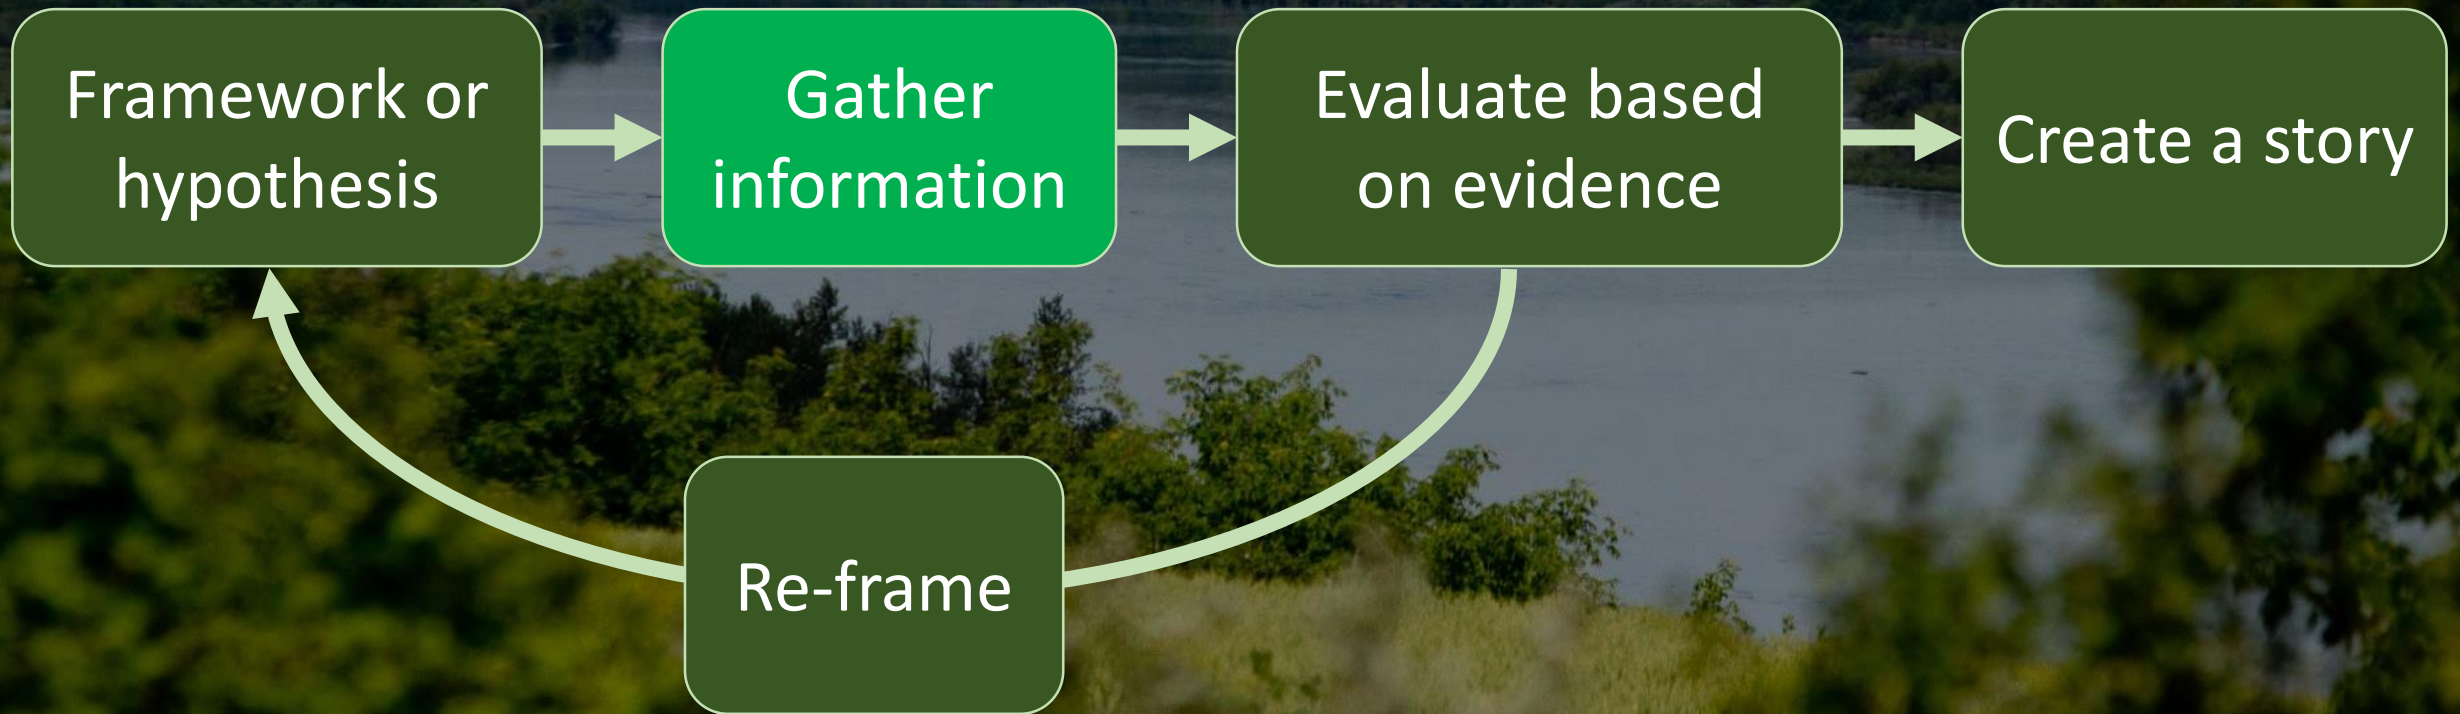 Framework or
hypothesis
Gather
information
Evaluate based
on evidence
Create a story
Re-frame